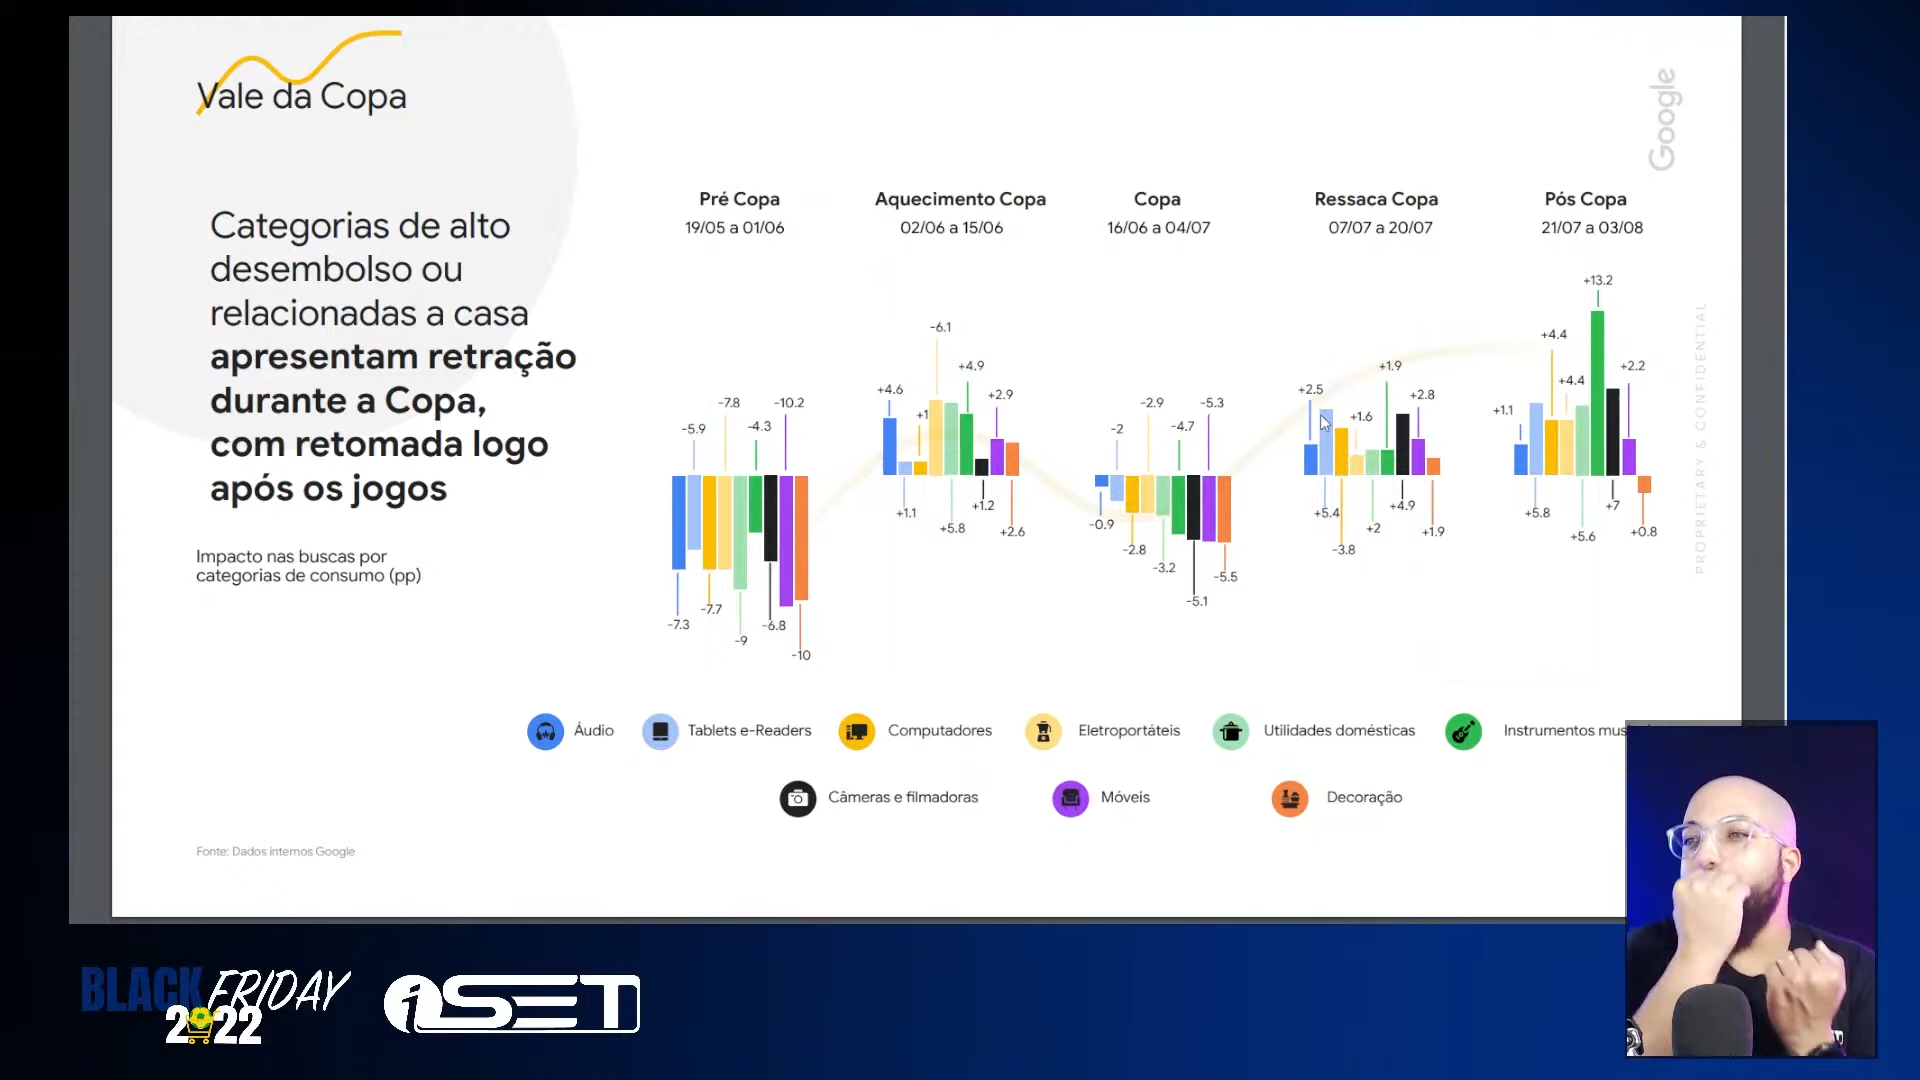 Vale da Copa
Google
Categorias de alto
desembolso ou
relacionadas a casa
apresentam retração
durante a Copa,
com retomada logo
após os jogos
Impacto nas buscas por
categorias de consumo (pp)
Pré Copa
19/05 a 01/06
-5.9
-7.8
-4.3
-10.2
-7.3
-7.7
-9
-6.8
-10
Aquecimento Copa
02/06 a 15/06
+4.6
+1
-6.1
+4.9
+2.9
+1.1
+5.8
+1.2
+2.6
Copa
16/06 a 04/07
-2
-2.9
-4.7
-5.3
-0.9
-2.8
-3.2
-5.1
-5.5
Ressaca Copa
07/07 a 20/07
+2.5
+1.6
+1.9
+2.8
+5.4
-3.8
+2
+4.9
+1.9
Pós Copa
21/07 a 03/08
+1.1
+4.4
+4.4
+13.2
+2.2
+5.8
+5.6
+7
+0.8
PROPRIETARY & CONFIDENTIAL
Áudio
Tablets e-Readers
Computadores
Eletroportáteis
Utilidades domésticas
Instrumentos mus
Câmeras e filmadoras
Móveis
Decoração
Fonte: Dados internos Google
BLACK FRIDAY
2022
iSET